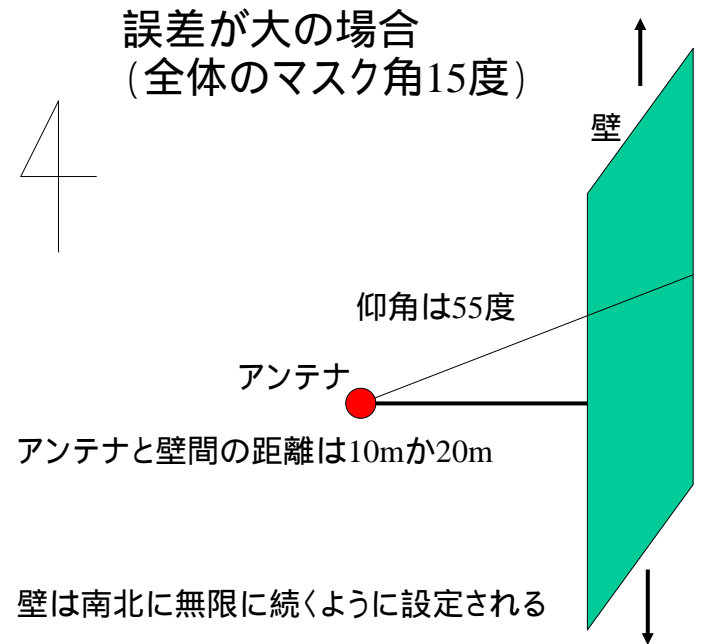 誤差が大の場合
(全体のマスク角15度)
壁
仰角は55度
アンテナ
アンテナと壁間の距離は10mか20m
壁は南北に無限に続くように設定される